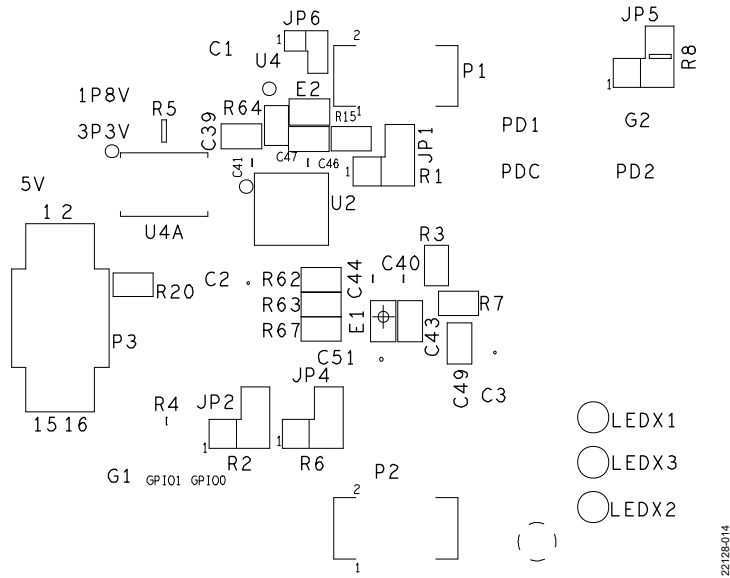 JP6
JP5
C1
U4
1
2
P1
R8
1P8V
E2
1
R5
R64
R15
1
C39
G2
3P3V
PD1
JP1
C47
C46
C41
1
R1
PDC
PD2
5V
U2
1 2
U4A
R3
C44
C40
C2
R62
R20
R63
R7
E1
R67
P3
C43
C51
JP4
C49
C3
R4
JP2
15 16
LEDX1
1
1
R2
R6
LEDX3
P2
G1
GPIO1
GPIO0
2
LEDX2
1
22128-014